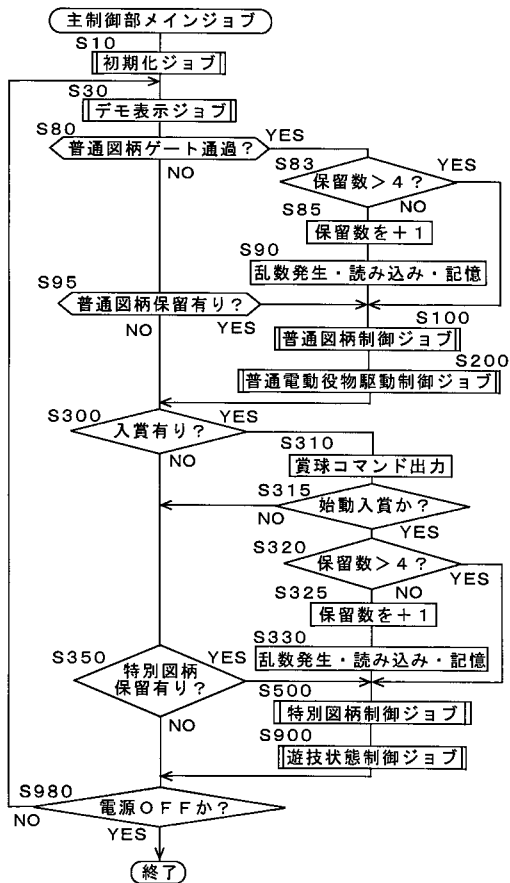 主制御部メインジョブ
S10
初期化ジョブ
S30
デモ表示ジョブ
S80
普通図柄ゲート通過?
YES
NO
S83
保留数>4?
YES
NO
S85
保留数を+1
S90
乱数発生・読み込み・記憶
S95
普通図柄保留有り?
NO
YES
S100
普通図柄制御ジョブ
S200
普通電動役物駆動制御ジョブ
S300
入賞有り?
YES
NO
S310
賞球コマンド出力
S315
始動入賞か?
NO
YES
S320
保留数>4?
YES
NO
S325
保留数を+1
S330
乱数発生・読み込み・記憶
S350
特別図柄
保留有り?
YES
NO
S500
特別図柄制御ジョブ
S900
遊技状態制御ジョブ
S980
電源OFFか?
NO
YES
終了